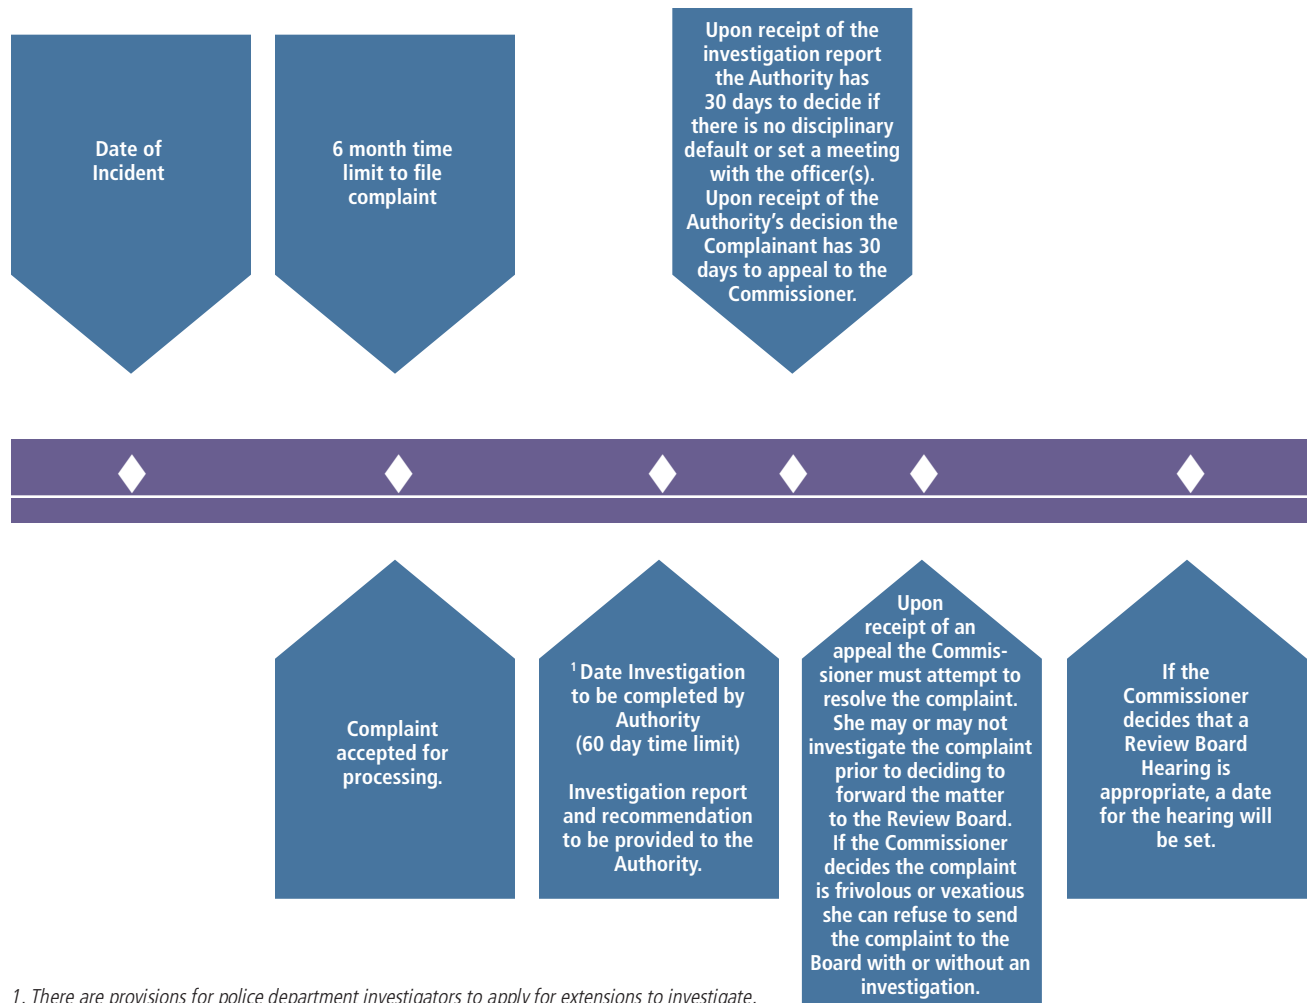 Date of
Incident
6 month time
limit to file
complaint
Upon receipt of the
investigation report
the Authority has
30 days to decide if
there is no disciplinary
default or set a meeting
with the officer(s).
Upon receipt of the
Authority’s decision the
Complainant has 30
days to appeal to the
Commissioner.
Complaint
accepted for
processing.
1 Date Investigation
to be completed by
Authority
(60 day time limit)
Investigation report
and recommendation
to be provided to the
Authority.
Upon
receipt of an
appeal the Commis-
sioner must attempt to
resolve the complaint.
She may or may not
investigate the complaint
prior to deciding to
forward the matter
to the Review Board.
If the Commissioner
decides the complaint
is frivolous or vexatious
she can refuse to send
the complaint to the
Board with or without an
investigation.
If the
Commissioner
decides that a
Review Board
Hearing is
appropriate, a date
for the hearing will
be set.
1. There are provisions for police department investigators to apply for extensions to investigate.